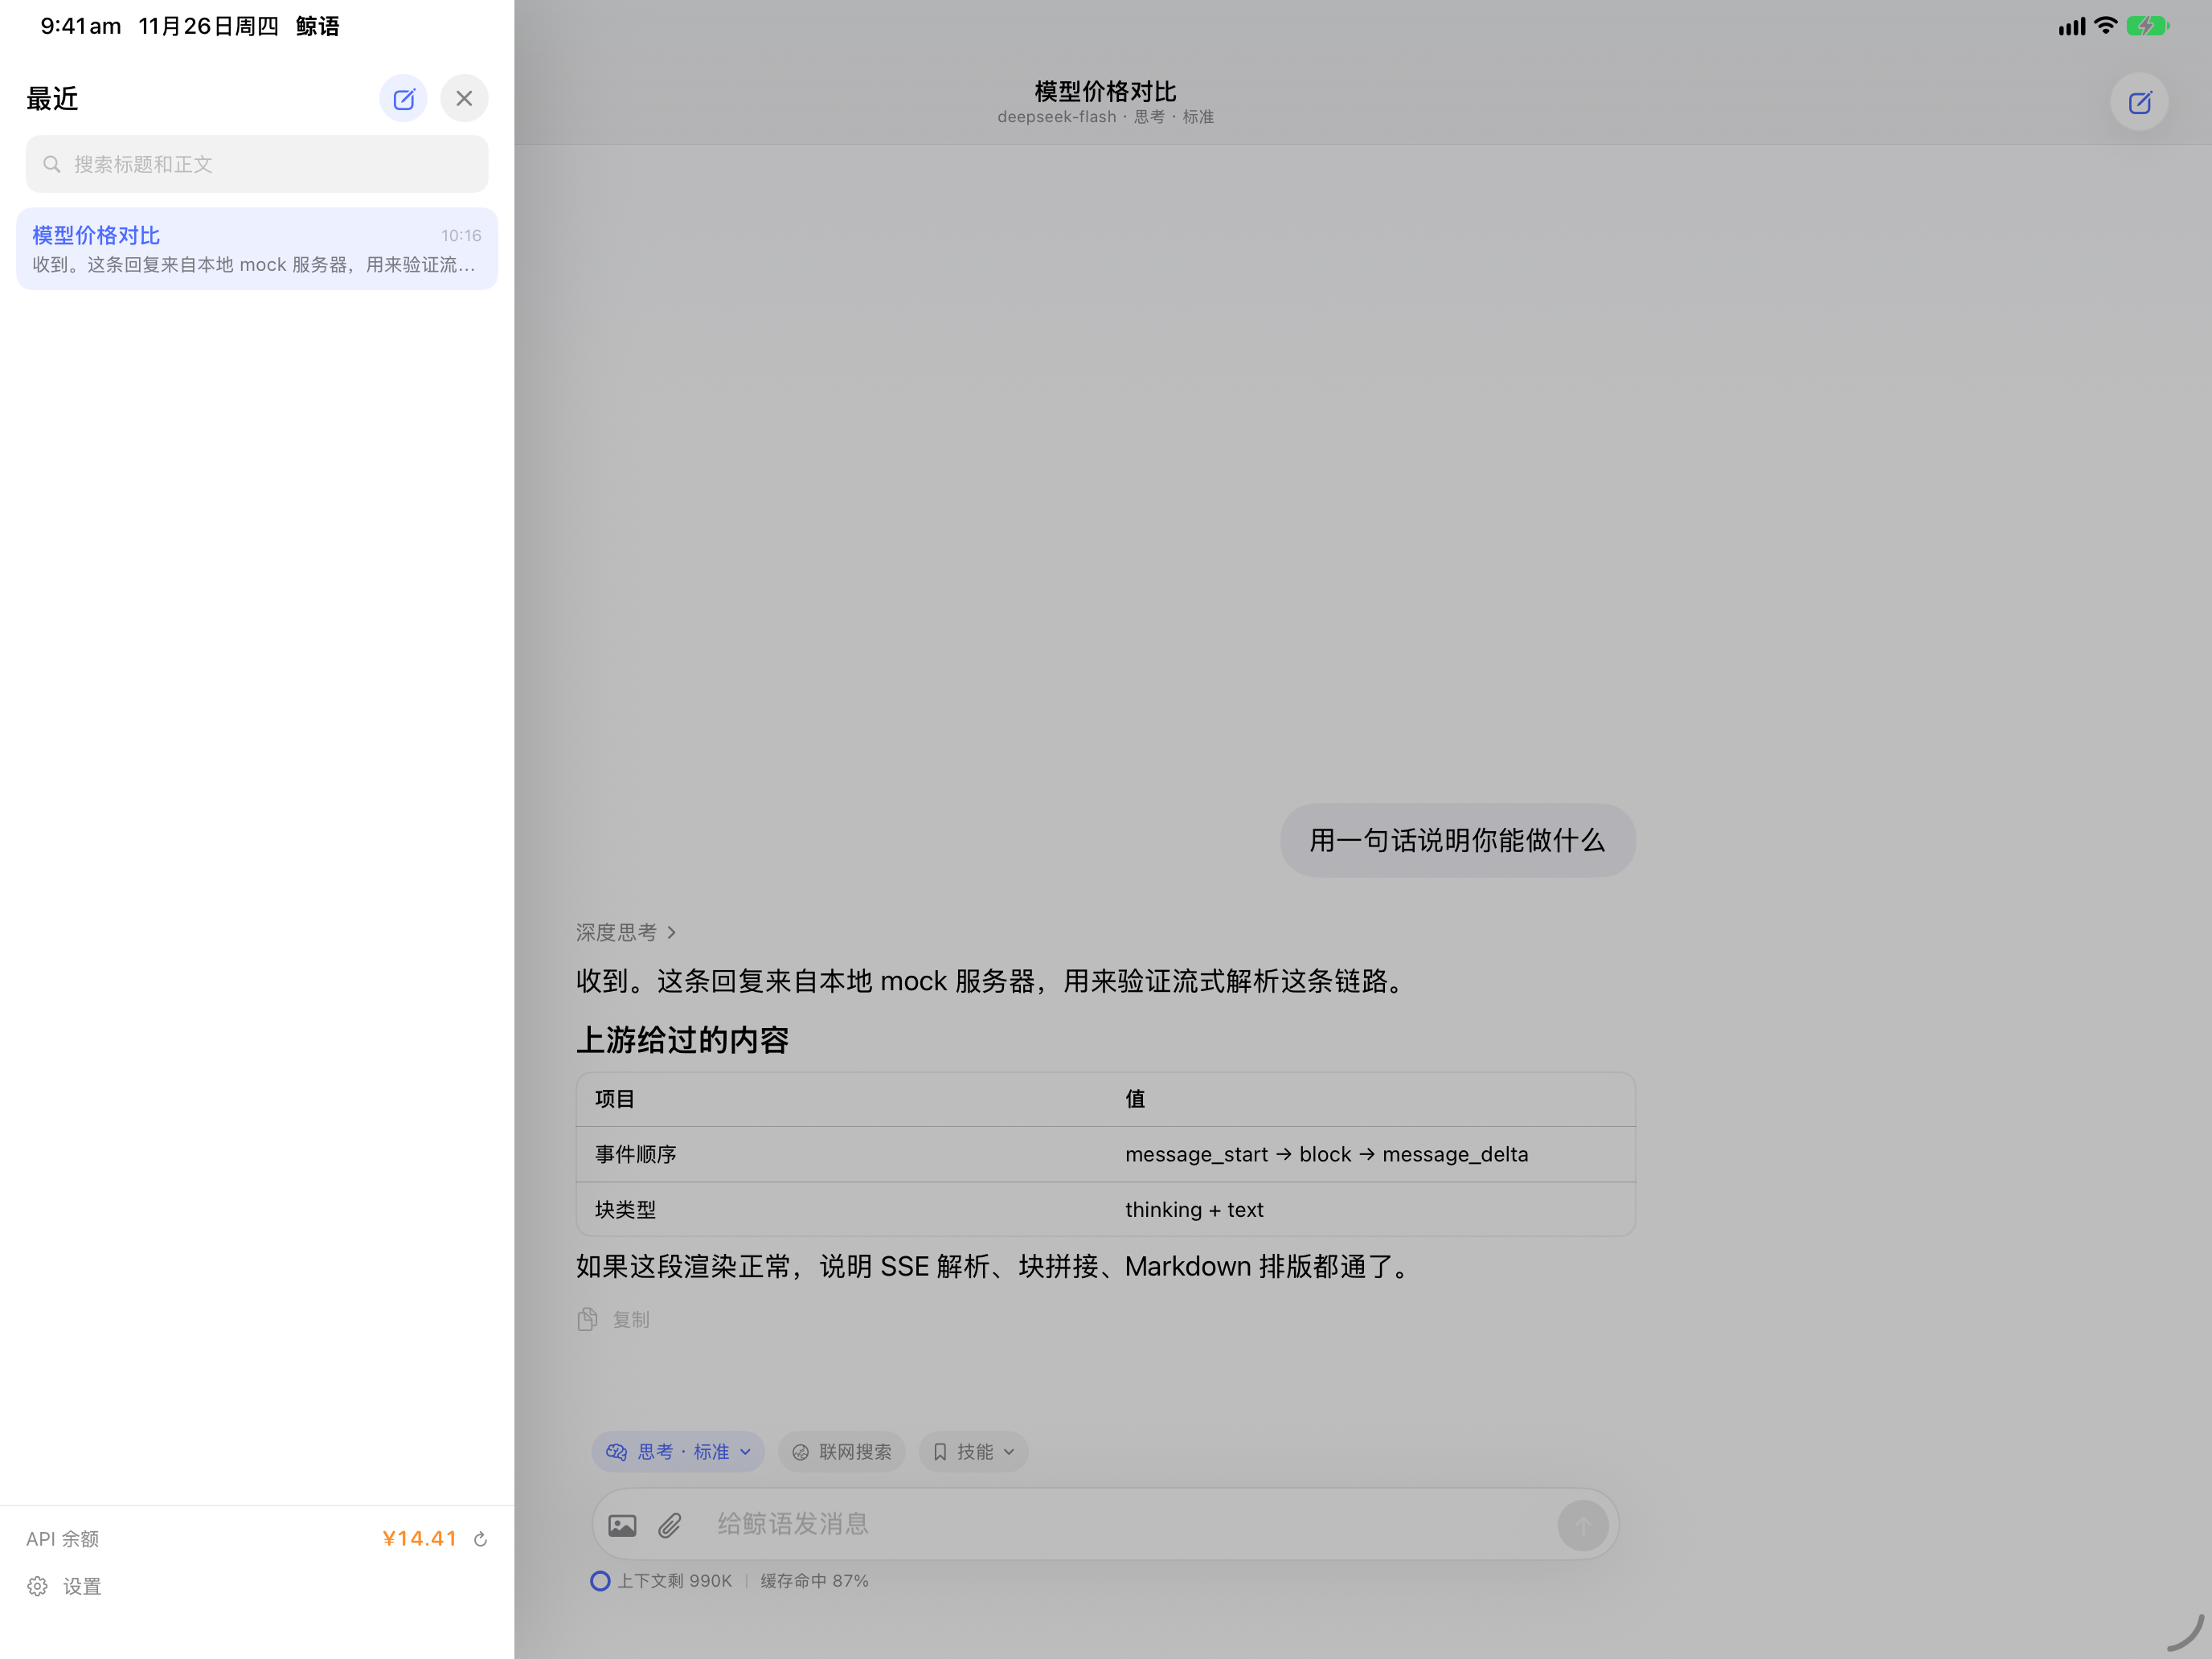 9:41am 11月26日周四 鲸语
最近
搜索标题和正文
模型价格对比 10:16
收到。这条回复来自本地 mock 服务器，用来验证流...
API 余额 ¥14.41
设置
模型价格对比
deepseek-flash · 思考 · 标准
用一句话说明你能做什么
深度思考
收到。这条回复来自本地 mock 服务器，用来验证流式解析这条链路。
上游给过的内容
项目 值
事件顺序 message_start → block → message_delta
块类型 thinking + text
如果这段渲染正常，说明 SSE 解析、块拼接、Markdown 排版都通了。
复制
思考 · 标准 联网搜索 技能
给鲸语发消息
上下文剩 990K | 缓存命中 87%